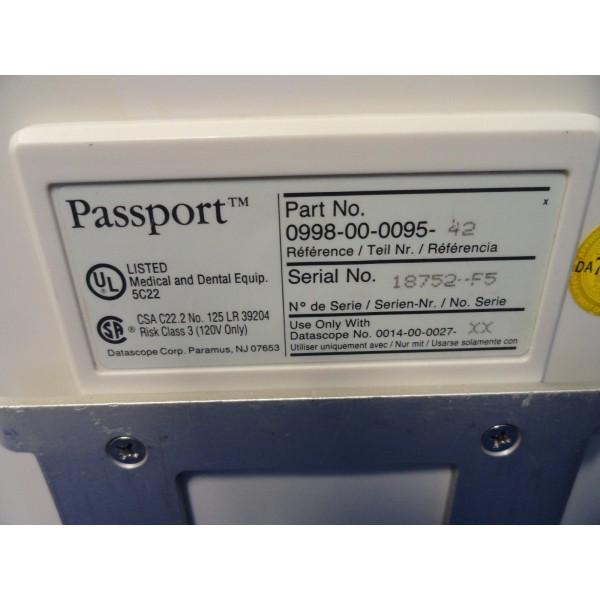 Passport™
UL
LISTED
Medical and Dental Equip.
5C22
SA ®
CSA C22.2 No. 125 LR 39204
Risk Class 3 (120V Only)
Datascope Corp. Paramus, NJ 07653
Part No.
x
0998-00-0095- 42
Référence / Teil Nr. / Référencia
Serial No. 18752--F5
N° de Serie / Serien-Nr. / No. Serie
Use Only With
Datascope No. 0014-00-0027- XX
Utiliser uniquement avec / Nur mit / Usarse solamente con